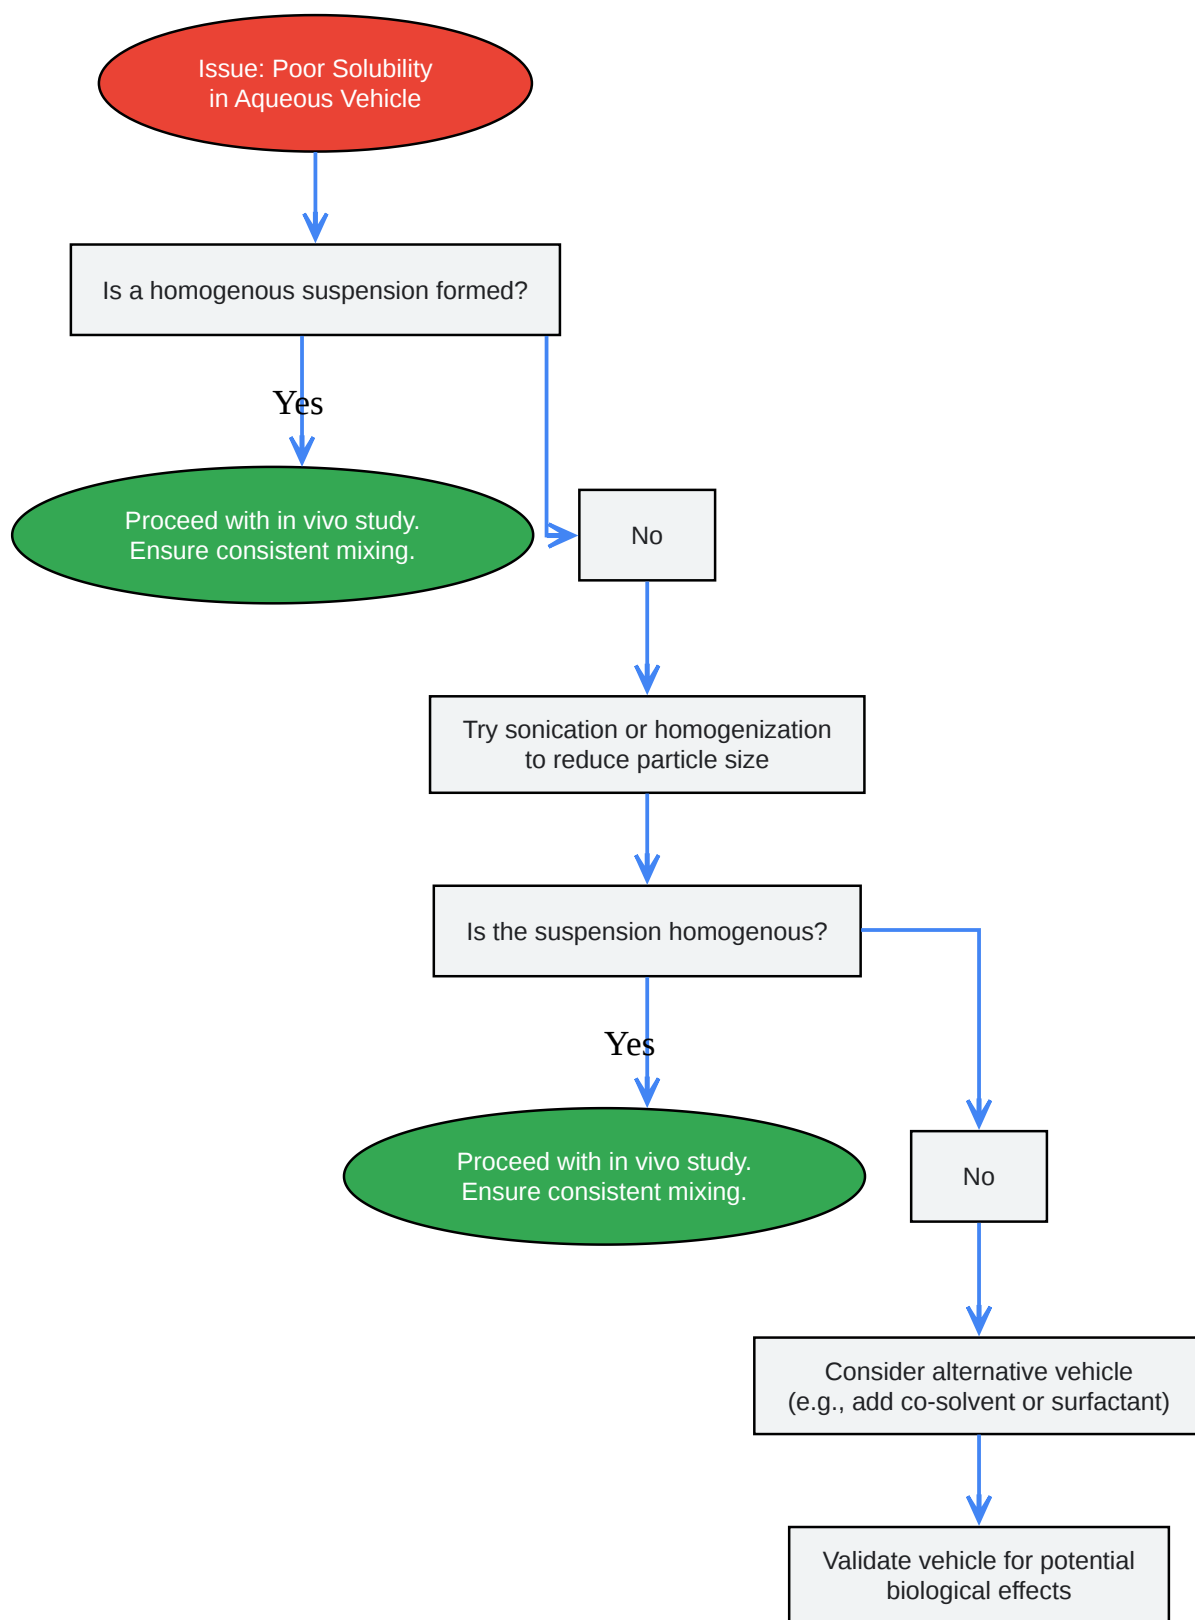 Issue: Poor Solubility
in Aqueous Vehicle
Is a homogenous suspension formed?
Yes
Proceed with in vivo study.
Ensure consistent mixing.
No
Try sonication or homogenization
to reduce particle size
Is the suspension homogenous?
Yes
Proceed with in vivo study.
Ensure consistent mixing.
No
Consider alternative vehicle
(e.g., add co-solvent or surfactant)
Validate vehicle for potential
biological effects